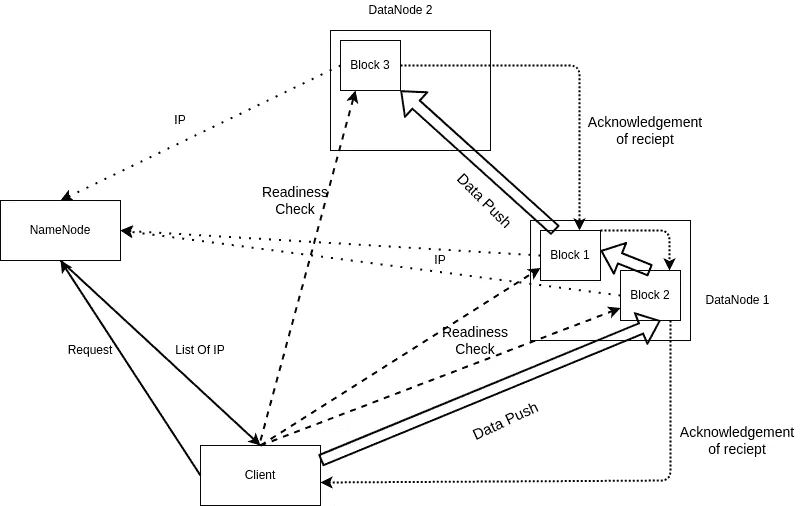 DataNode 2
Block 3
IP
Acknowledgement
of reciept
Readiness
Check
Data Push
NameNode
Block 1
IP
Block 2
DataNode 1
Request
List Of IP
Readiness
Check
Data Push
Acknowledgement
of reciept
Client